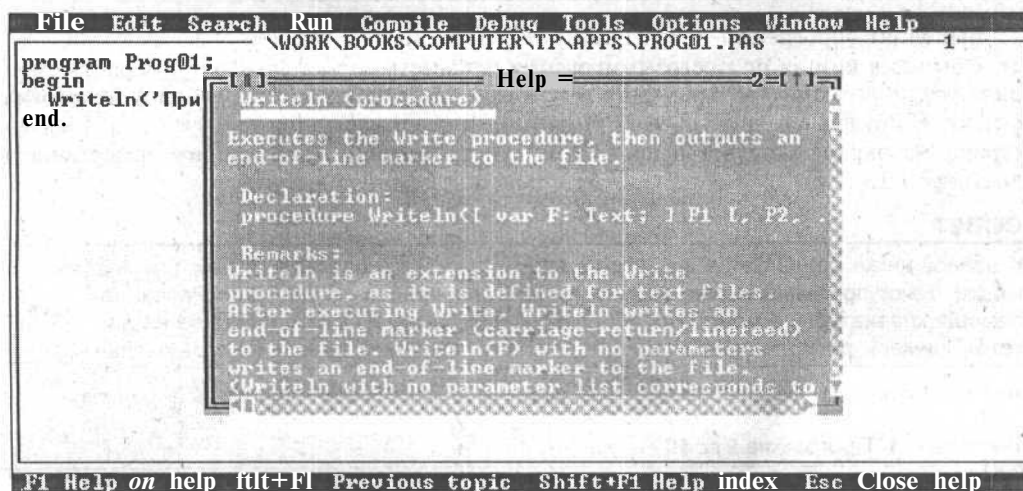 File Edit Search Run Compile Debug Tools Options Window Help
\WORK\BOOKS\COMPUTER\TP\APPS\PROG01.PAS 1
program Prog01;
begin
Writeln('При
end.
Help = 2-[↑]
Writeln (procedure)
Executes the Write procedure, then outputs an
end-of-line marker to the file.
Declaration:
procedure Writeln([ var F: Text; ] P1 [, P2, .
Remarks:
Writeln is an extension to the Write
procedure, as it is defined for text files
After executing Write, Writeln writes an
end-of-line marker (carriage-return/linefeed)
to the file. Writeln(F) with no parameters
writes an end-of-line marker to the file.
(Writeln with no parameter list corresponds to
F1 Help on help ftlt+Fl Previous topic Shift+F1 Help index Esc Close help